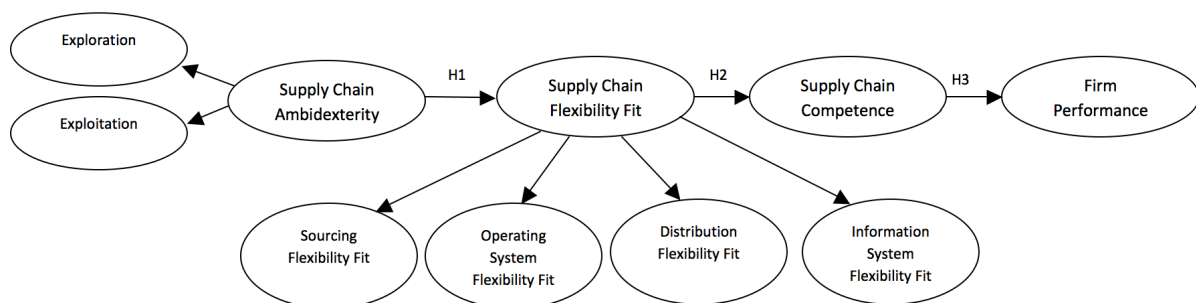 Exploration
Exploitation
Supply Chain
Ambidexterity
H1
Supply Chain
Flexibility Fit
H2
Supply Chain
Competence
H3
Firm
Performance
Sourcing
Flexibility Fit
Operating
System
Flexibility Fit
Distribution
Flexibility Fit
Information
System
Flexibility Fit